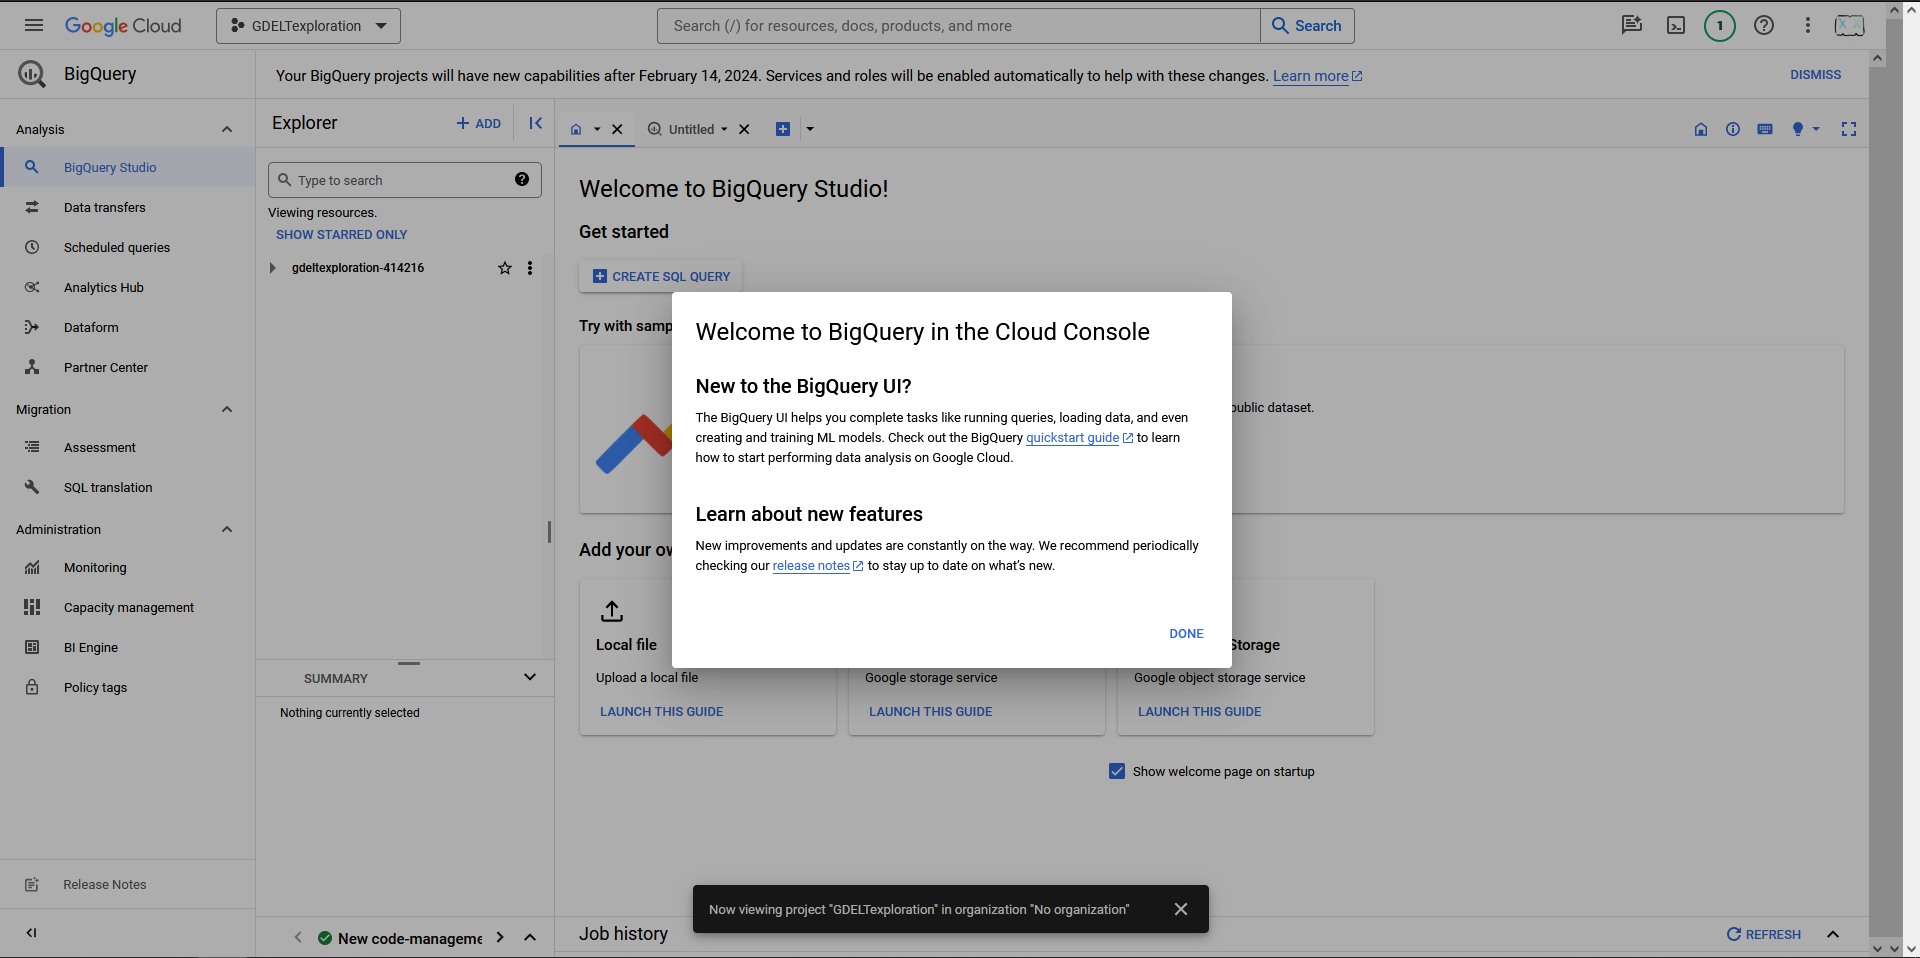 Google Cloud
GDELTexploration
Search (/) for resources, docs, products, and more
Search
1
BigQuery
Your BigQuery projects will have new capabilities after February 14, 2024. Services and roles will be enabled automatically to help with these changes. Learn more
DISMISS
Analysis
BigQuery Studio
Data transfers
Scheduled queries
Analytics Hub
Dataform
Partner Center
Migration
Assessment
SQL translation
Administration
Monitoring
Capacity management
BI Engine
Policy tags
Release Notes
Explorer
ADD
Type to search
Viewing resources.
SHOW STARRED ONLY
gdeltexploration-414216
SUMMARY
Nothing currently selected
New code-manageme
Untitled
Welcome to BigQuery Studio!
Get started
CREATE SQL QUERY
Try with samp
public dataset.
Welcome to BigQuery in the Cloud Console
New to the BigQuery UI?
The BigQuery UI helps you complete tasks like running queries, loading data, and even
creating and training ML models. Check out the BigQuery quickstart guide to learn
how to start performing data analysis on Google Cloud.
Learn about new features
New improvements and updates are constantly on the way. We recommend periodically
checking our release notes to stay up to date on what's new.
DONE
Add your ow
Local file
Upload a local file
LAUNCH THIS GUIDE
Google storage service
LAUNCH THIS GUIDE
Storage
Google object storage service
LAUNCH THIS GUIDE
Show welcome page on startup
Now viewing project "GDELTexploration" in organization "No organization"
Job history
REFRESH